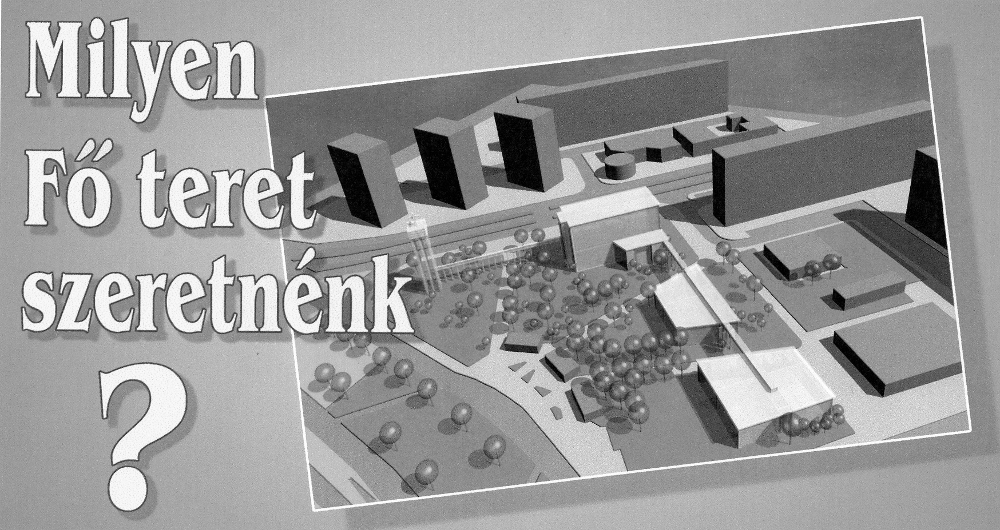 Milyen
Fő teret
szeretnénk
?